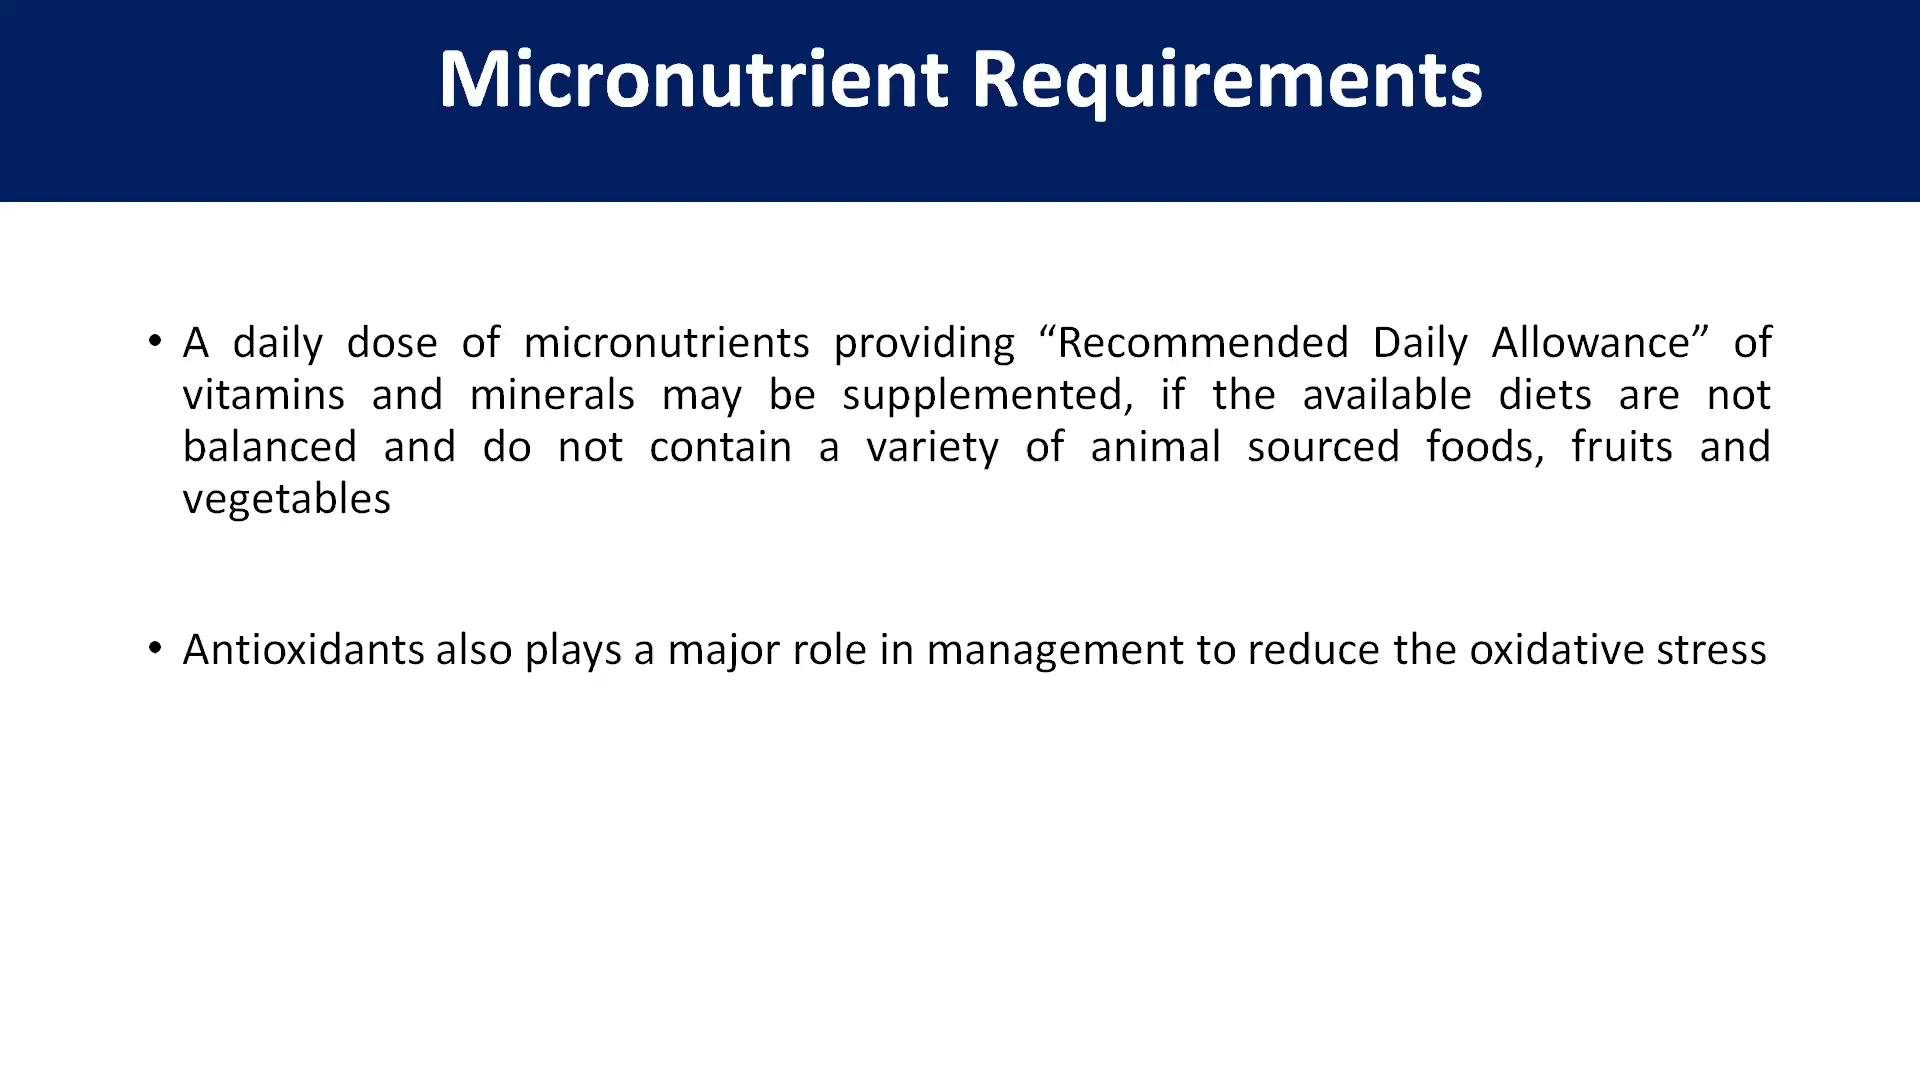 Micronutrient Requirements
• A daily dose of micronutrients providing “Recommended Daily Allowance” of
vitamins and minerals may be supplemented, if the available diets are not
balanced and do not contain a variety of animal sourced foods, fruits and
vegetables
• Antioxidants also plays a major role in management to reduce the oxidative stress